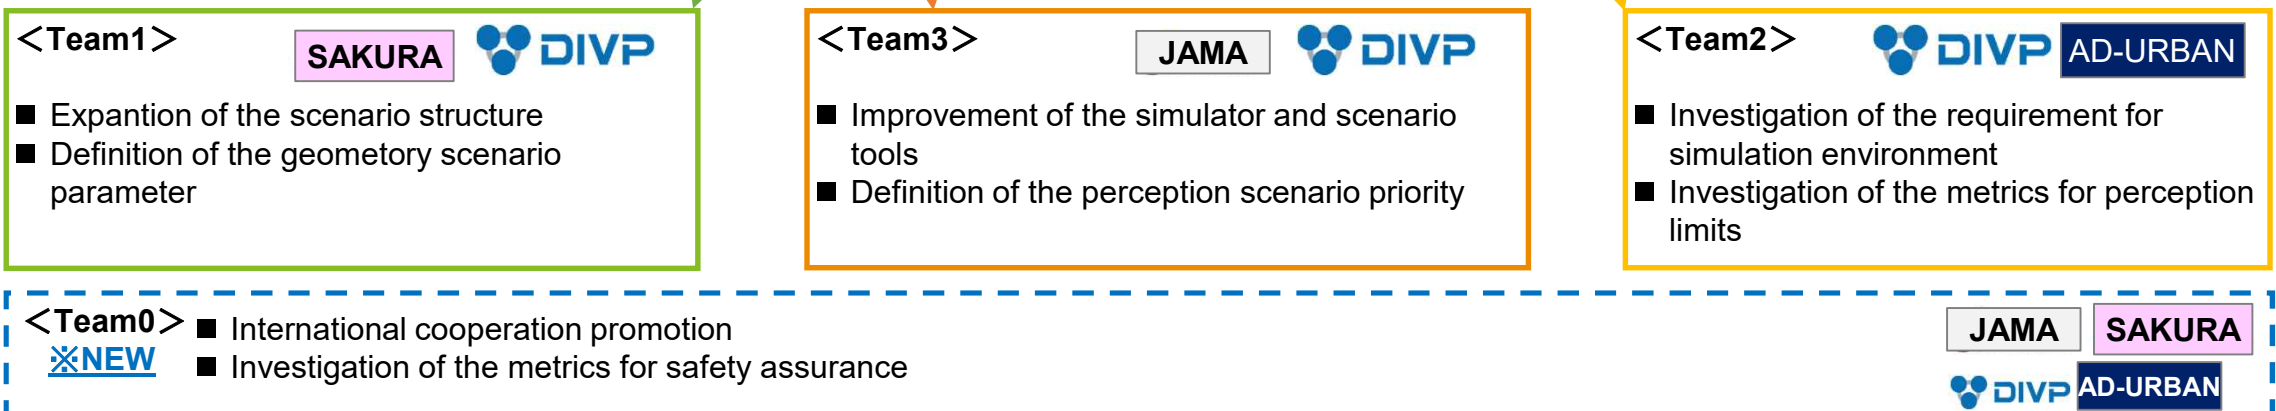 ＜Team1＞ SAKURA DIVP
■ Expantion of the scenario structure
■ Definition of the geometory scenario
parameter
＜Team3＞ JAMA DIVP
■ Improvement of the simulator and scenario
tools
■ Definition of the perception scenario priority
＜Team2＞ DIVP AD-URBAN
■ Investigation of the requirement for
simulation environment
■ Investigation of the metrics for perception
limits
＜Team0＞
※NEW
■ International cooperation promotion
■ Investigation of the metrics for safety assurance
JAMA SAKURA
DIVP AD-URBAN